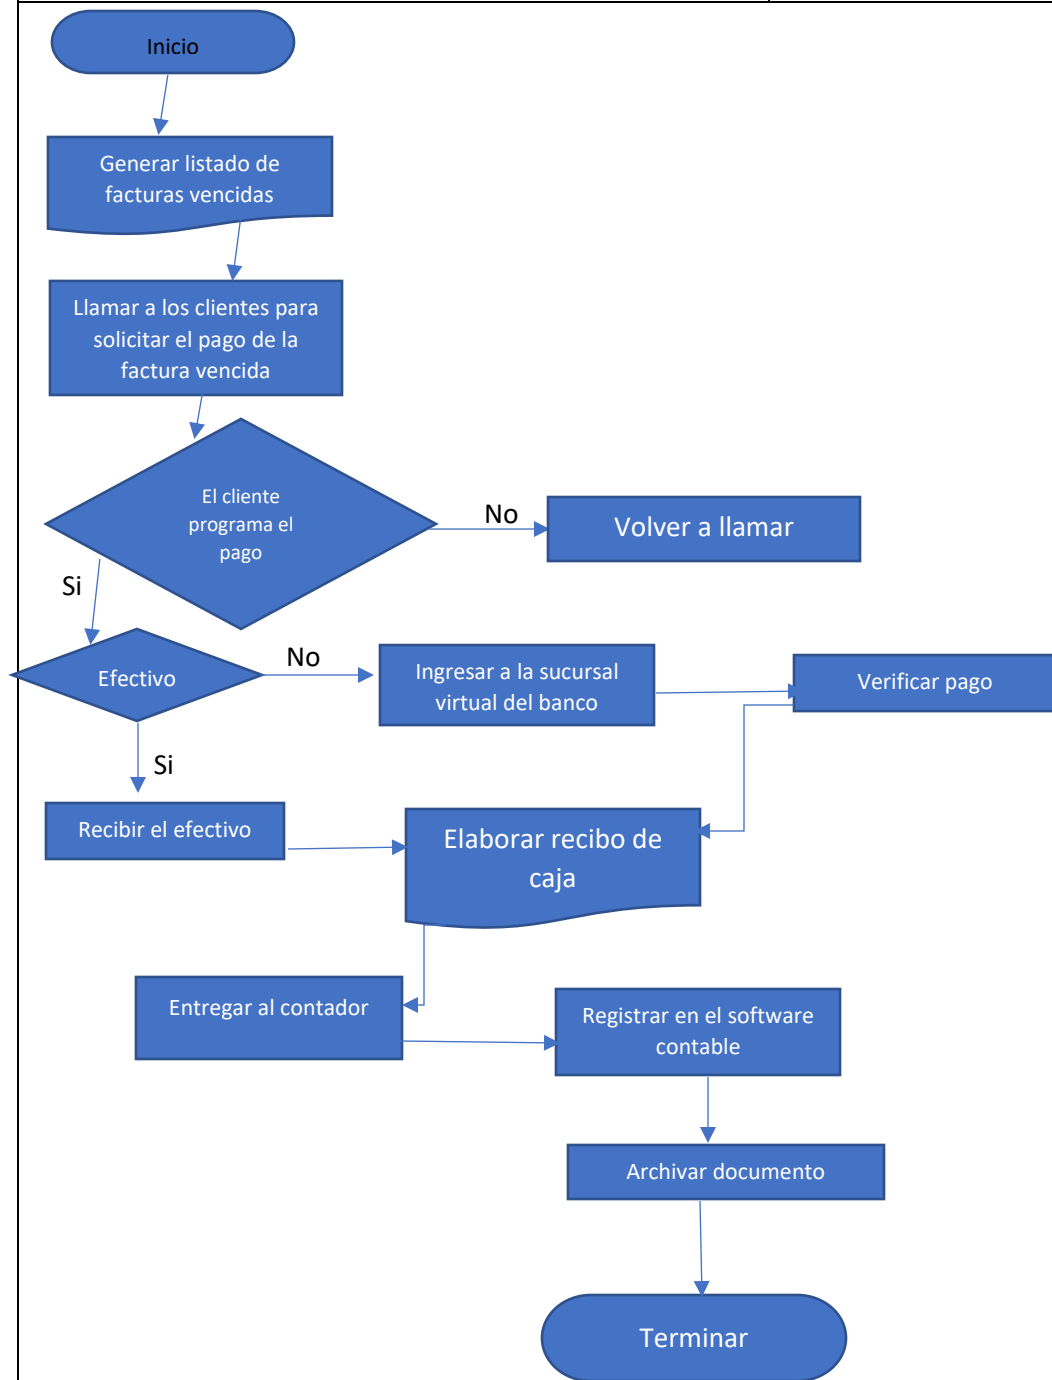 Inicio
Generar listado de
facturas vencidas
Llamar a los clientes para
solicitar el pago de la
factura vencida
El cliente
programa el
pago
No
Volver a llamar
Si
Efectivo
No
Ingresar a la sucursal
virtual del banco
Verificar pago
Si
Recibir el efectivo
Elaborar recibo de
caja
Entregar al contador
Registrar en el software
contable
Archivar documento
Terminar